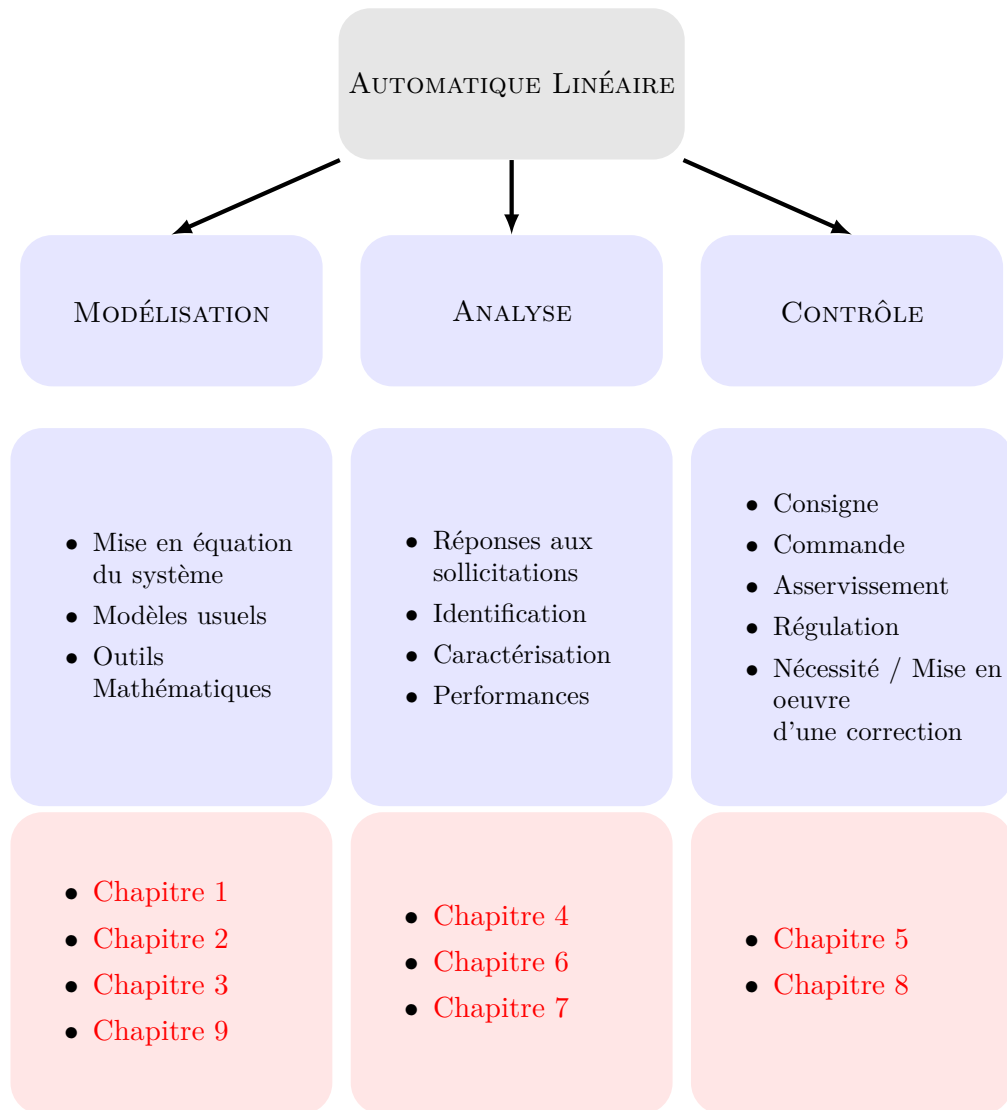 Automatique Linéaire
Modélisation
Analyse
Contrôle
• Mise en équation
du système
• Modèles usuels
• Outils
Mathématiques
• Réponses aux
sollicitations
• Identification
• Caractérisation
• Performances
• Consigne
• Commande
• Asservissement
• Régulation
• Nécessité / Mise en
oeuvre
d'une correction
• Chapitre 1
• Chapitre 2
• Chapitre 3
• Chapitre 9
• Chapitre 4
• Chapitre 6
• Chapitre 7
• Chapitre 5
• Chapitre 8